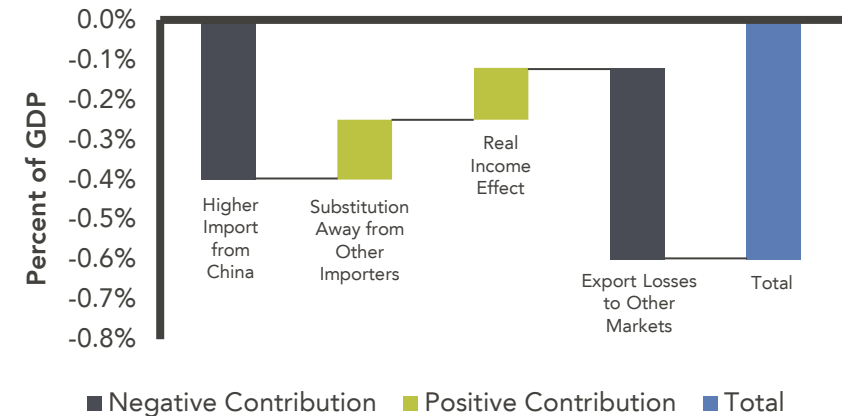 0.0%
-0.1%
-0.2%
-0.3%
-0.4%
-0.5%
-0.6%
-0.7%
-0.8%
Percent of GDP
Higher
Import
from
China
Substitution
Away from
Other
Importers
Real
Income
Effect
Export Losses
to Other
Markets
Total
Negative Contribution
Positive Contribution
Total